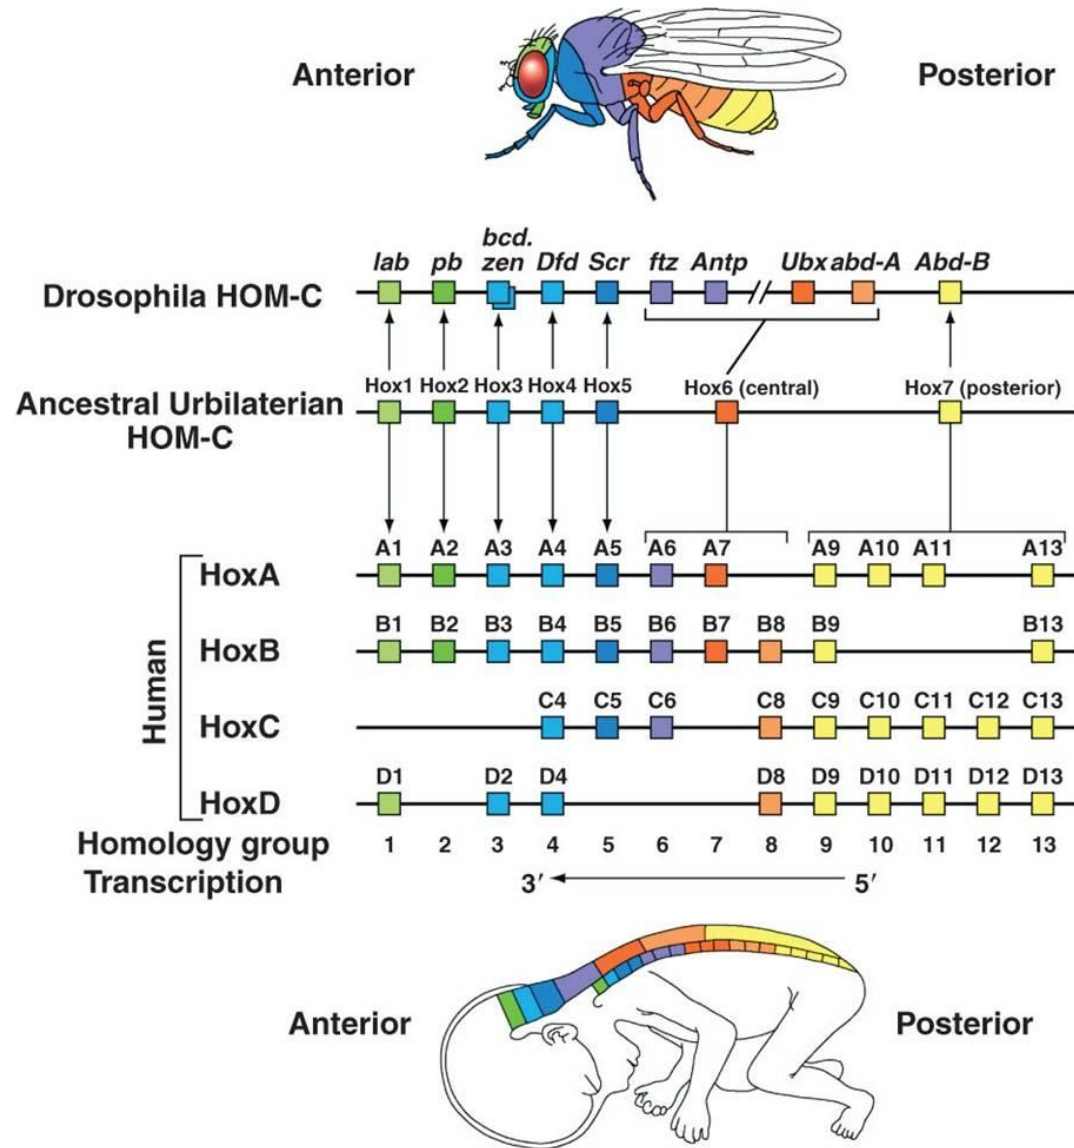 Anterior Posterior
bcd.
lab pb zen Dfd Scr ftz Antp Ubx abd-A Abd-B
Drosophila HOM-C
Hox1 Hox2 Hox3 Hox4 Hox5 Hox6 (central) Hox7 (posterior)
Ancestral Urbilaterian
HOM-C
A1 A2 A3 A4 A5 A6 A7 A9 A10 A11 A13
HoxA
B1 B2 B3 B4 B5 B6 B7 B8 B9 B13
HoxB
C4 C5 C6 C8 C9 C10 C11 C12 C13
HoxC
D1 D2 D4 D8 D9 D10 D11 D12 D13
HoxD
Human
Homology group 1 2 3 4 5 6 7 8 9 10 11 12 13
Transcription 3′ 5′
Anterior Posterior